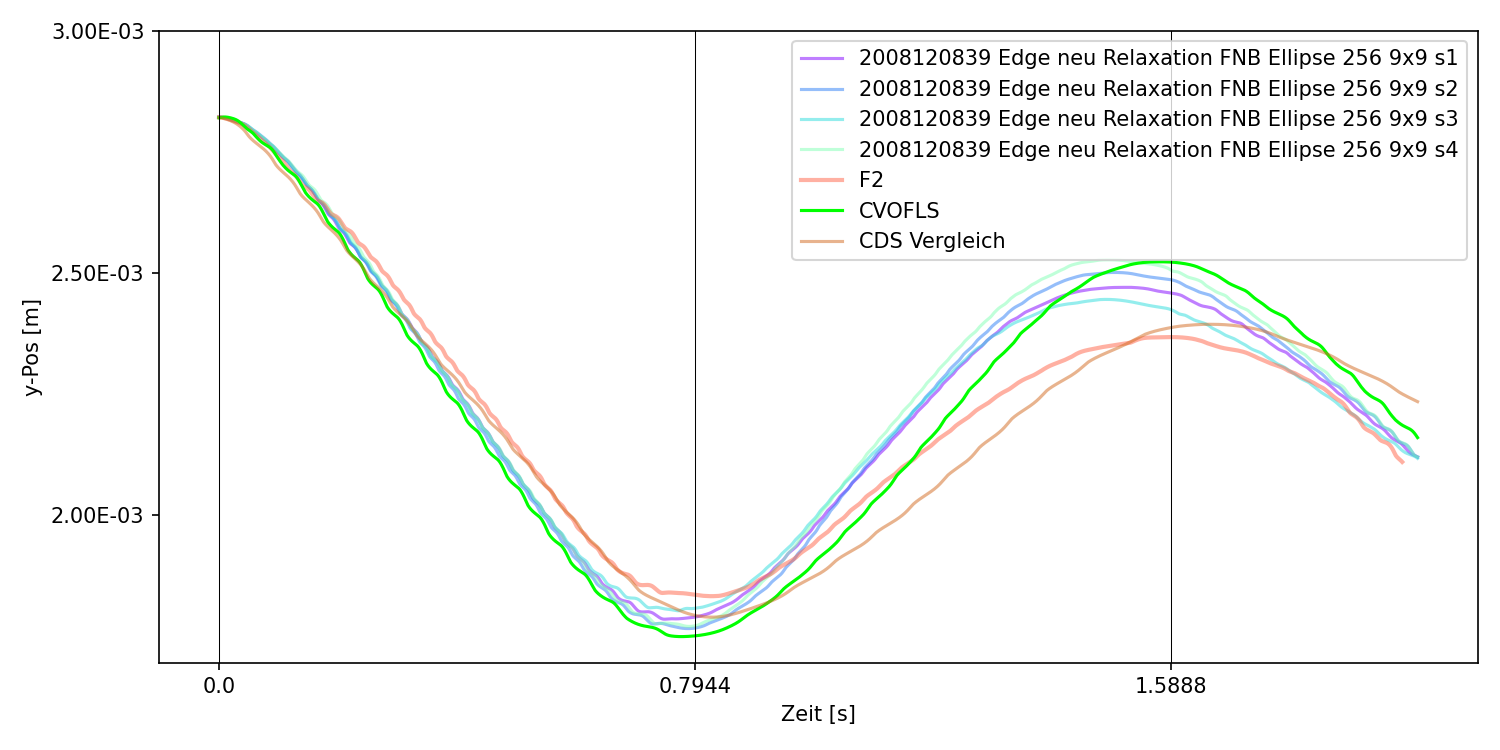 3.00E-03
2.50E-03
2.00E-03
y-Pos [m]
2008120839 Edge neu Relaxation FNB Ellipse 256 9x9 s1
2008120839 Edge neu Relaxation FNB Ellipse 256 9x9 s2
2008120839 Edge neu Relaxation FNB Ellipse 256 9x9 s3
2008120839 Edge neu Relaxation FNB Ellipse 256 9x9 s4
F2
CVOFLS
CDS Vergleich
0.0
0.7944
1.5888
Zeit [s]